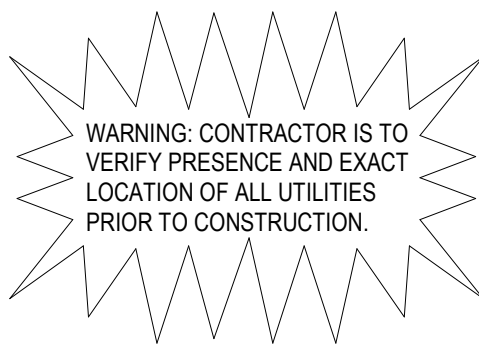 WARNING: CONTRACTOR IS TO
VERIFY PRESENCE AND EXACT
LOCATION OF ALL UTILITIES
PRIOR TO CONSTRUCTION.